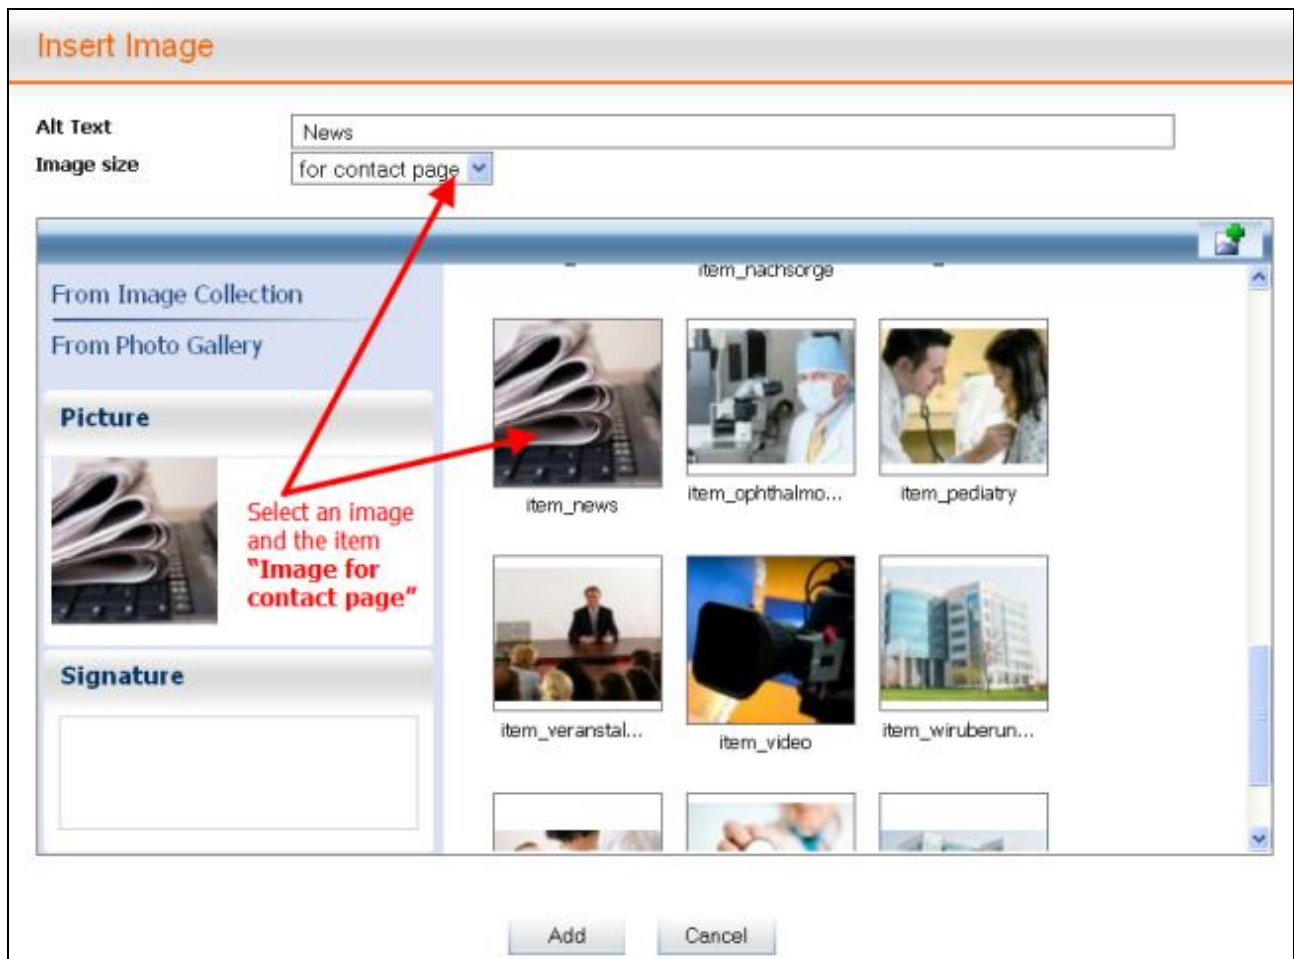 Insert Image
Alt Text
News
Image size
for contact page
item_nachsorge
From Image Collection
From Photo Gallery
Picture
Select an image
and the item
"Image for
contact page"
Signature
item_news
item_ophthalmo...
item_pediatry
item_veranstal...
item_video
item_wiruberun...
Add
Cancel